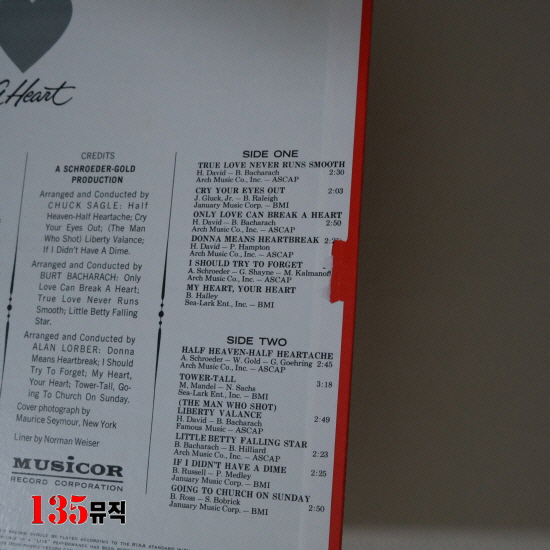 A Heart
CREDITS
A SCHROEDER-GOLD
PRODUCTION
Arranged and Conducted by
CHUCK SAGLE: Half
Heaven-Half Heartache; Cry
Your Eyes Out; (The Man
Who Shot) Liberty Valance;
If I Didn't Have A Dime.
Arranged and Conducted by
BURT BACHARACH: Only
Love Can Break A Heart;
True Love Never Runs
Smooth; Little Betty Falling
Star.
Arranged and Conducted by
ALAN LORBER: Donna
Means Heartbreak; I Should
Try To Forget; My Heart,
Your Heart; Tower-Tall, Go-
ing To Church On Sunday.
Cover photograph by
Maurice Seymour, New York
Liner by Norman Weiser
MUSICOR
RECORD CORPORATION
SIDE ONE
TRUE LOVE NEVER RUNS SMOOTH
H. David – B. Bacharach 2:30
Arch Music Co., Inc. – ASCAP
CRY YOUR EYES OUT 2:03
J. Gluck, Jr. – B. Raleigh
January Music Corp. – BMI
ONLY LOVE CAN BREAK A HEART
H. David – B. Bacharach 2:50
Arch Music Co., Inc. – ASCAP
DONNA MEANS HEARTBREAK
H. David – P. Hampton
Arch Music Co., Inc. – ASCAP
I SHOULD TRY TO FORGET
A. Schroeder – G. Shayne – M. Kalmanoff
Arch Music Co., Inc. – ASCAP
MY HEART, YOUR HEART
B. Halley
Sea-Lark Ent., Inc. – BMI
SIDE TWO
HALF HEAVEN-HALF HEARTACHE
A. Schroeder – W. Gold – G. Goehring 2:45
Arch Music Co., Inc. – ASCAP
TOWER-TALL 3:18
M. Mandel – N. Sachs
Sea-Lark Ent., Inc. – BMI
(THE MAN WHO SHOT)
LIBERTY VALANCE 2:49
H. David – B. Bacharach
Famous Music – ASCAP
LITTLE BETTY FALLING STAR
B. Bacharach – B. Hilliard
Arch Music Co., Inc. – ASCAP 2:23
IF I DIDN'T HAVE A DIME
B. Russell – P. Medley 2:25
January Music Corp. – BMI
GOING TO CHURCH ON SUNDAY
B. Ross – S. Bobrick 2:50
January Music Corp. – BMI
135뮤직